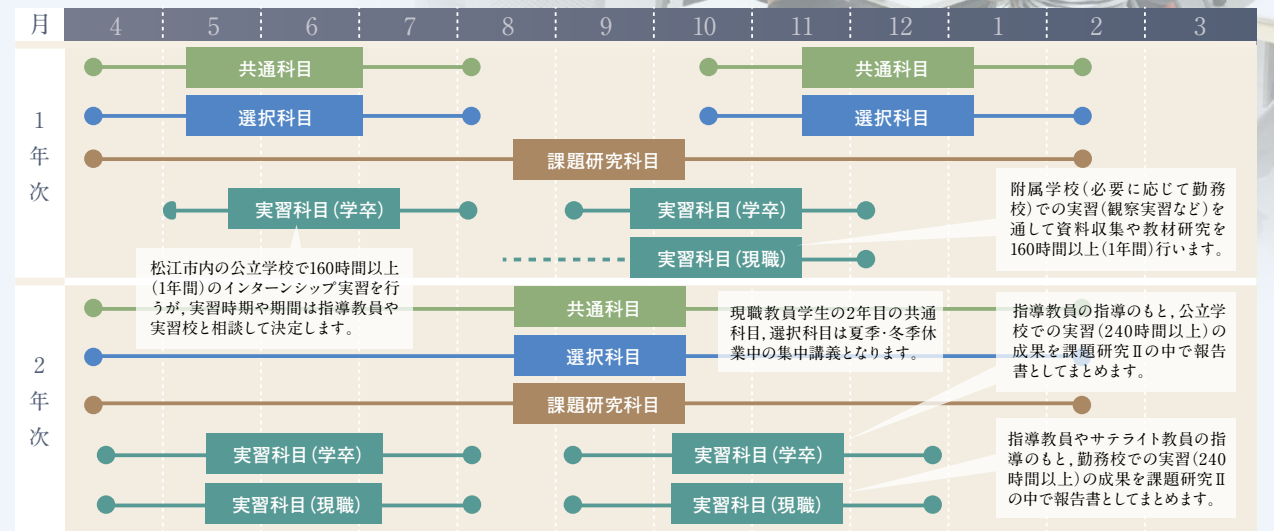 月 4 5 6 7 8 9 10 11 12 1 2 3
1年次
共通科目 共通科目
選択科目 選択科目
課題研究科目
実習科目(学卒) 実習科目(学卒)
実習科目(現職)
附属学校(必要に応じて勤務
校)での実習(観察実習など)を
通して資料収集や教材研究を
160時間以上(1年間)行います。
松江市内の公立学校で160時間以上
(1年間)のインターンシップ実習を行
うが,実習時期や期間は指導教員や
実習校と相談して決定します。
2年次
共通科目
選択科目
課題研究科目
実習科目(学卒) 実習科目(学卒)
実習科目(現職) 実習科目(現職)
現職教員学生の2年目の共通
科目,選択科目は夏季・冬季休
業中の集中講義となります。
指導教員の指導のもと,公立学
校での実習(240時間以上)の
成果を課題研究Ⅱの中で報告
書としてまとめます。
指導教員やサテライト教員の指
導のもと,勤務校での実習(240
時間以上)の成果を課題研究Ⅱ
の中で報告書としてまとめます。